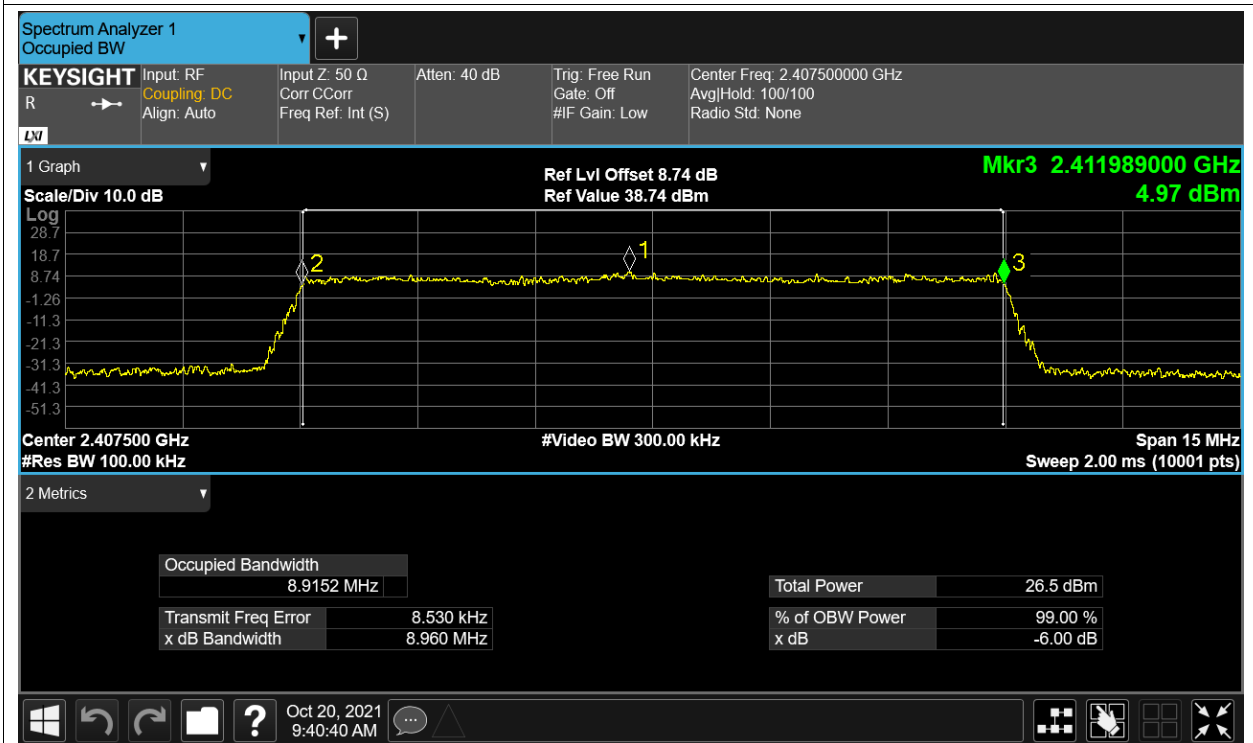 Spectrum Analyzer 1
Occupied BW
KEYSIGHT
R
LXI
Input: RF
Coupling: DC
Align: Auto
Input Z: 50 Ω
Corr CCorr
Freq Ref: Int (S)
Atten: 40 dB
Trig: Free Run
Gate: Off
#IF Gain: Low
Center Freq: 2.407500000 GHz
Avg|Hold: 100/100
Radio Std: None
1 Graph
Scale/Div 10.0 dB
Ref Lvl Offset 8.74 dB
Ref Value 38.74 dBm
Mkr3 2.411989000 GHz
4.97 dBm
Log
28.7
18.7
8.74
-1.26
-11.3
-21.3
-31.3
-41.3
-51.3
2
1
3
Center 2.407500 GHz
#Res BW 100.00 kHz
#Video BW 300.00 kHz
Span 15 MHz
Sweep 2.00 ms (10001 pts)
2 Metrics
Occupied Bandwidth
8.9152 MHz
Transmit Freq Error 8.530 kHz
x dB Bandwidth 8.960 MHz
Total Power 26.5 dBm
% of OBW Power 99.00 %
x dB -6.00 dB
?
Oct 20, 2021
9:40:40 AM